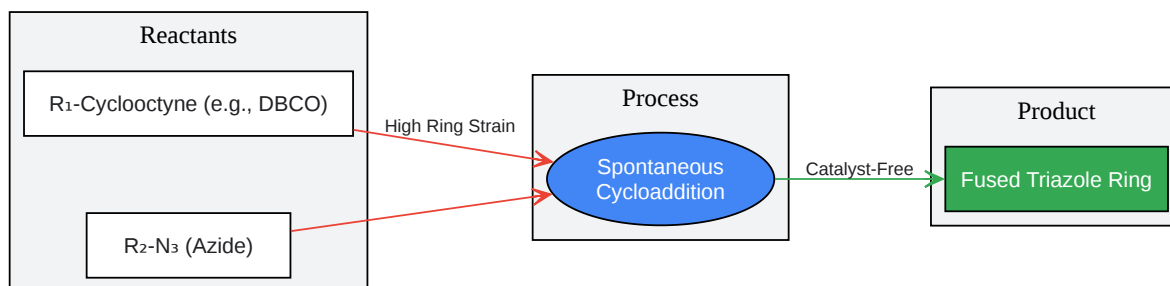 Reactants
R₁-Cyclooctyne (e.g., DBCO)
R₂-N₃ (Azide)
High Ring Strain
Process
Spontaneous
Cycloaddition
Catalyst-Free
Product
Fused Triazole Ring